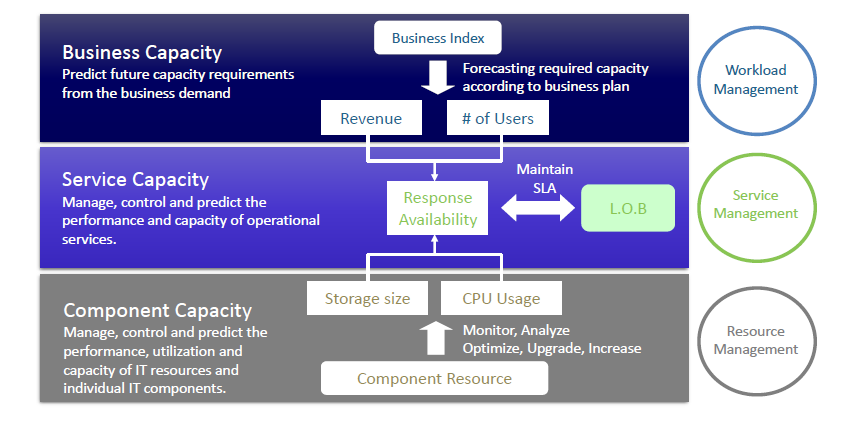 Business Capacity
Predict future capacity requirements
from the business demand
Business Index
Forecasting required capacity
according to business plan
Revenue
# of Users
Workload
Management
Service Capacity
Manage, control and predict the
performance and capacity of operational
services.
Response
Availability
Maintain
SLA
L.O.B
Service
Management
Component Capacity
Manage, control and predict the
performance, utilization and
capacity of IT resources and
individual IT components.
Storage size
CPU Usage
Monitor, Analyze
Optimize, Upgrade, Increase
Component Resource
Resource
Management